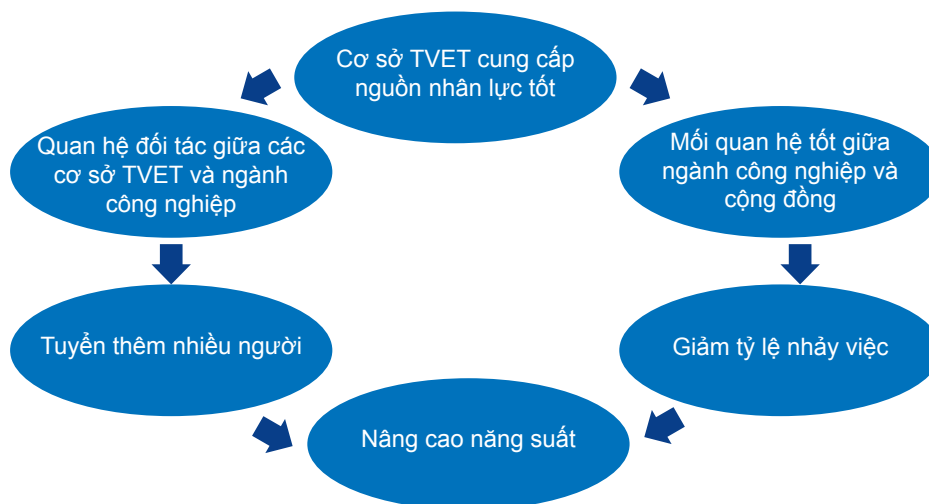 Cơ sở TVET cung cấp
nguồn nhân lực tốt
Quan hệ đối tác giữa các
cơ sở TVET và ngành
công nghiệp
Mối quan hệ tốt giữa
ngành công nghiệp và
cộng đồng
Tuyển thêm nhiều người
Giảm tỷ lệ nhảy việc
Nâng cao năng suất